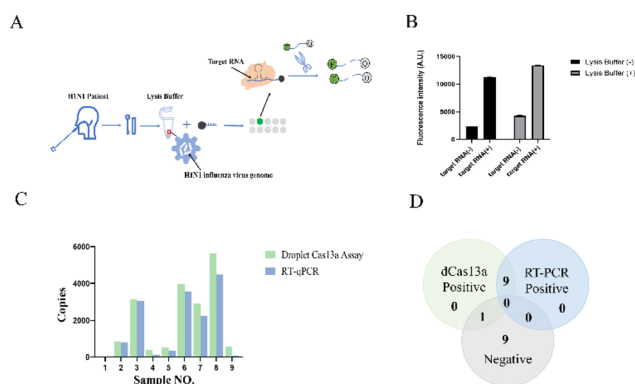 A
Target RNA
H1N1 Patient
Lysis Buffer
+
H1N1 influenza virus genome
B
Fluorescence intensity (A.U.)
15000
10000
5000
0
target RNA(-)
target RNA(+)
target RNA(-)
target RNA(+)
Lysis Buffer (-)
Lysis Buffer (+)
C
Copies
6000
4000
2000
0
1 2 3 4 5 6 7 8 9
Sample NO.
Droplet Cas13a Assay
RT-qPCR
D
dCas13a
Positive
RT-PCR
Positive
9
0
0
0
1
0
9
Negative